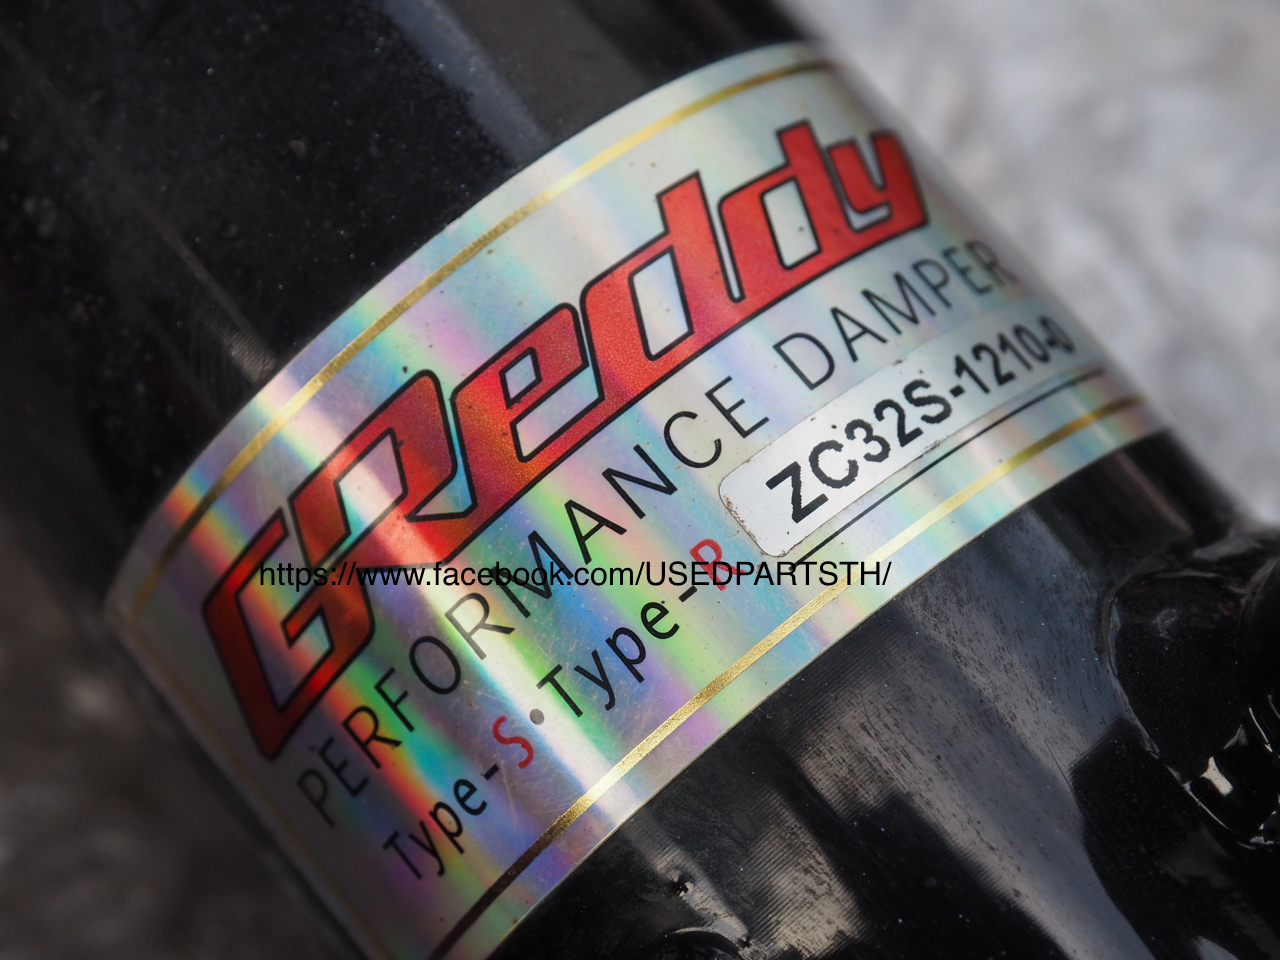 GReddy
PERFORMANCE DAMPER
ZC32S-1210-0
Type-S・Type-R
https://www.facebook.com/USEDPARTSTH/